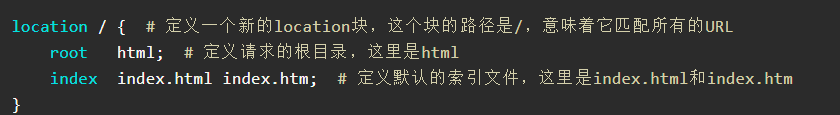 location / {  # 定义一个新的location块，这个块的路径是/，意味着它匹配所有的URL
    root   html;  # 定义请求的根目录，这里是html
    index  index.html index.htm;  # 定义默认的索引文件，这里是index.html和index.htm
}